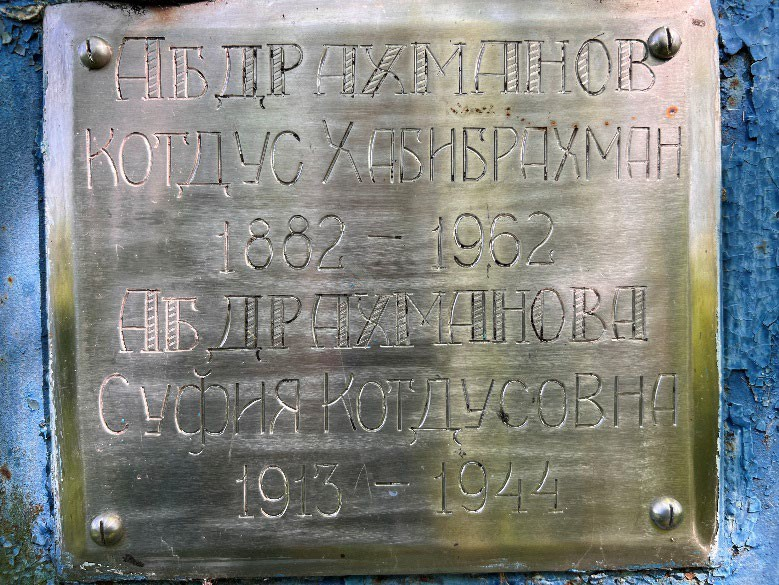 АБДРАХМАНОВ
КОТДУС ХАБИБРАХМАН
1882 – 1962
АБДРАХМАНОВА
СУФИЯ КОТДУСОВНА
1913 – 1944